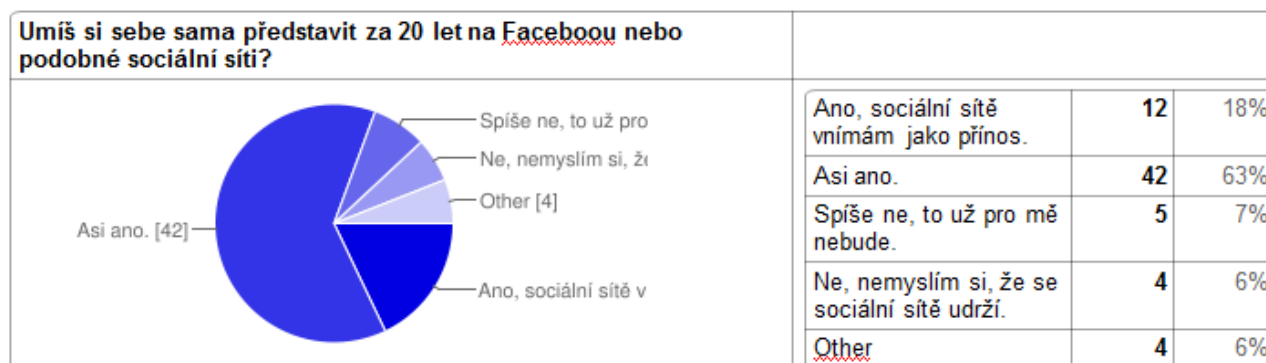 Umíš si sebe sama představit za 20 let na Faceboou nebo
podobné sociální síti?
Spíše ne, to už pro
Ne, nemyslím si, že
Other [4]
Asi ano. [42]
Ano, sociální sítě v
Ano, sociální sítě 12 18%
vnímám jako přínos.
Asi ano. 42 63%
Spíše ne, to už pro mě 5 7%
nebude.
Ne, nemyslím si, že se 4 6%
sociální sítě udrží.
Other 4 6%